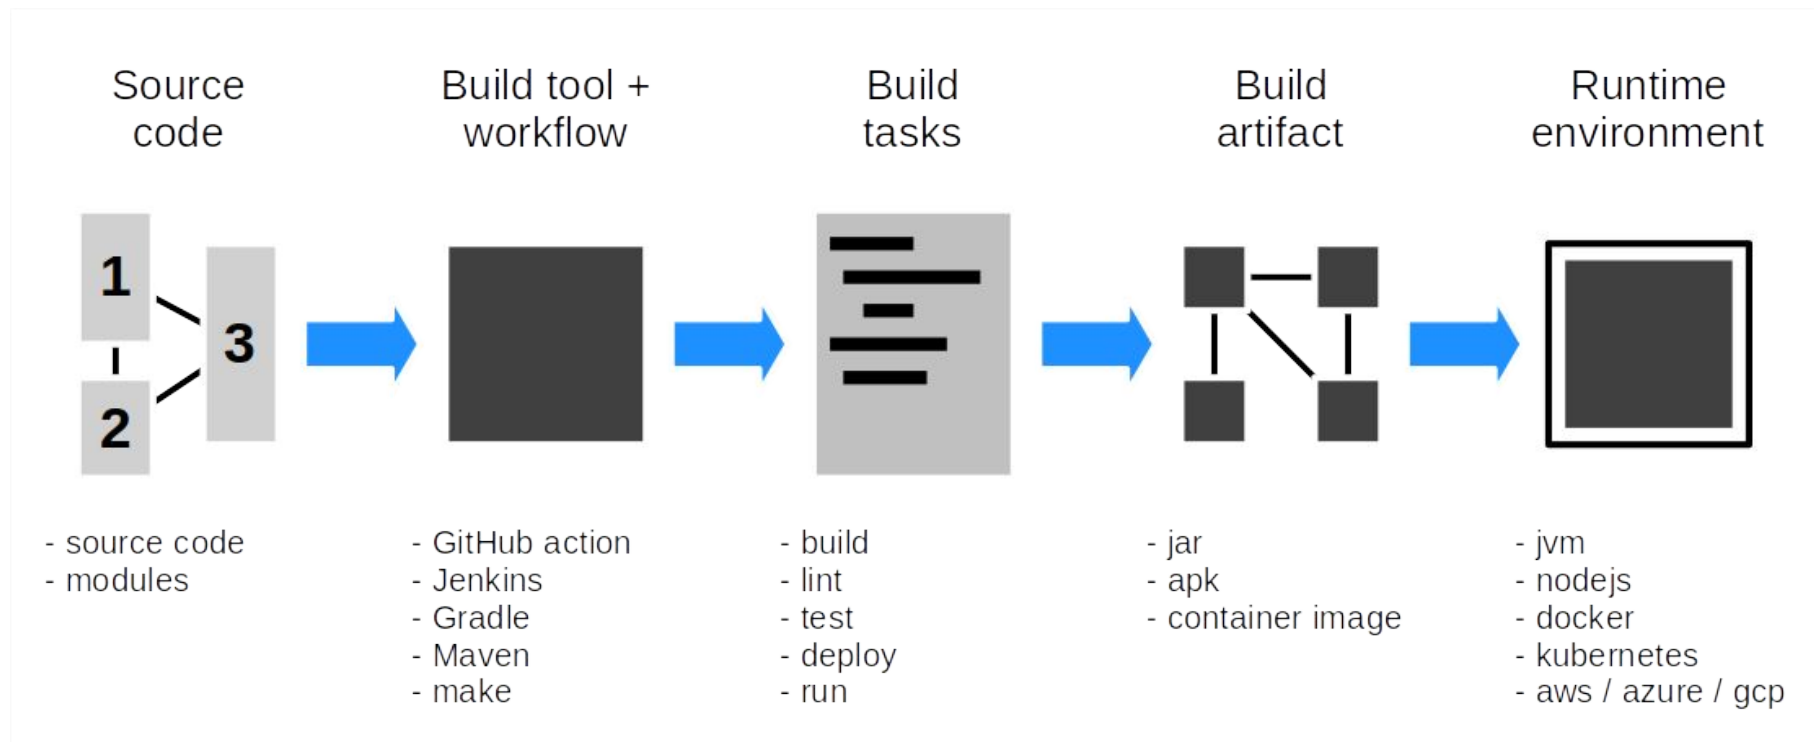 Source
code
Build tool +
workflow
Build
tasks
Build
artifact
Runtime
environment
1
2
3
- source code
- modules
- GitHub action
- Jenkins
- Gradle
- Maven
- make
- build
- lint
- test
- deploy
- run
- jar
- apk
- container image
- jvm
- nodejs
- docker
- kubernetes
- aws / azure / gcp